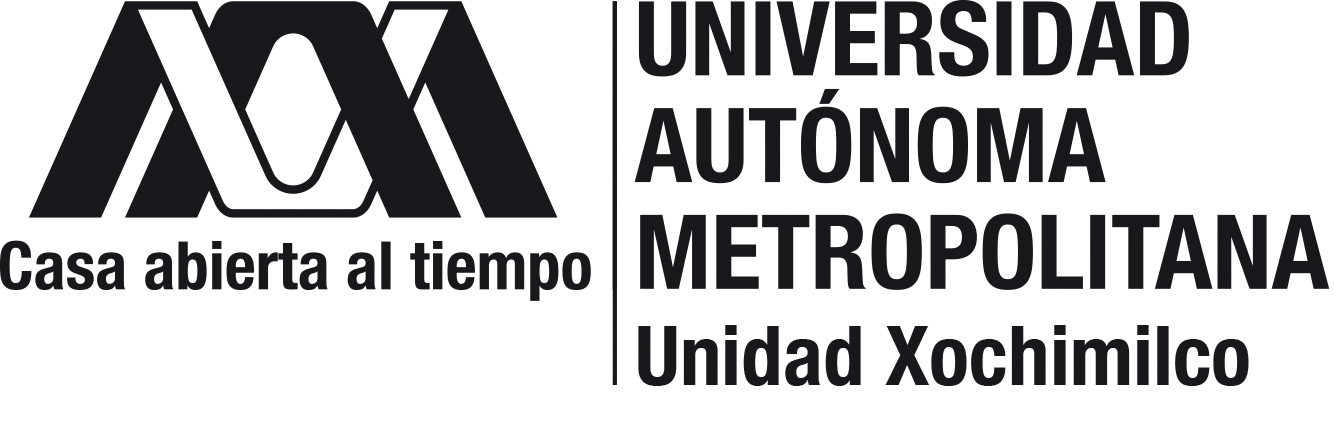 Casa abierta al tiempo
UNIVERSIDAD
AUTÓNOMA
METROPOLITANA
Unidad Xochimilco